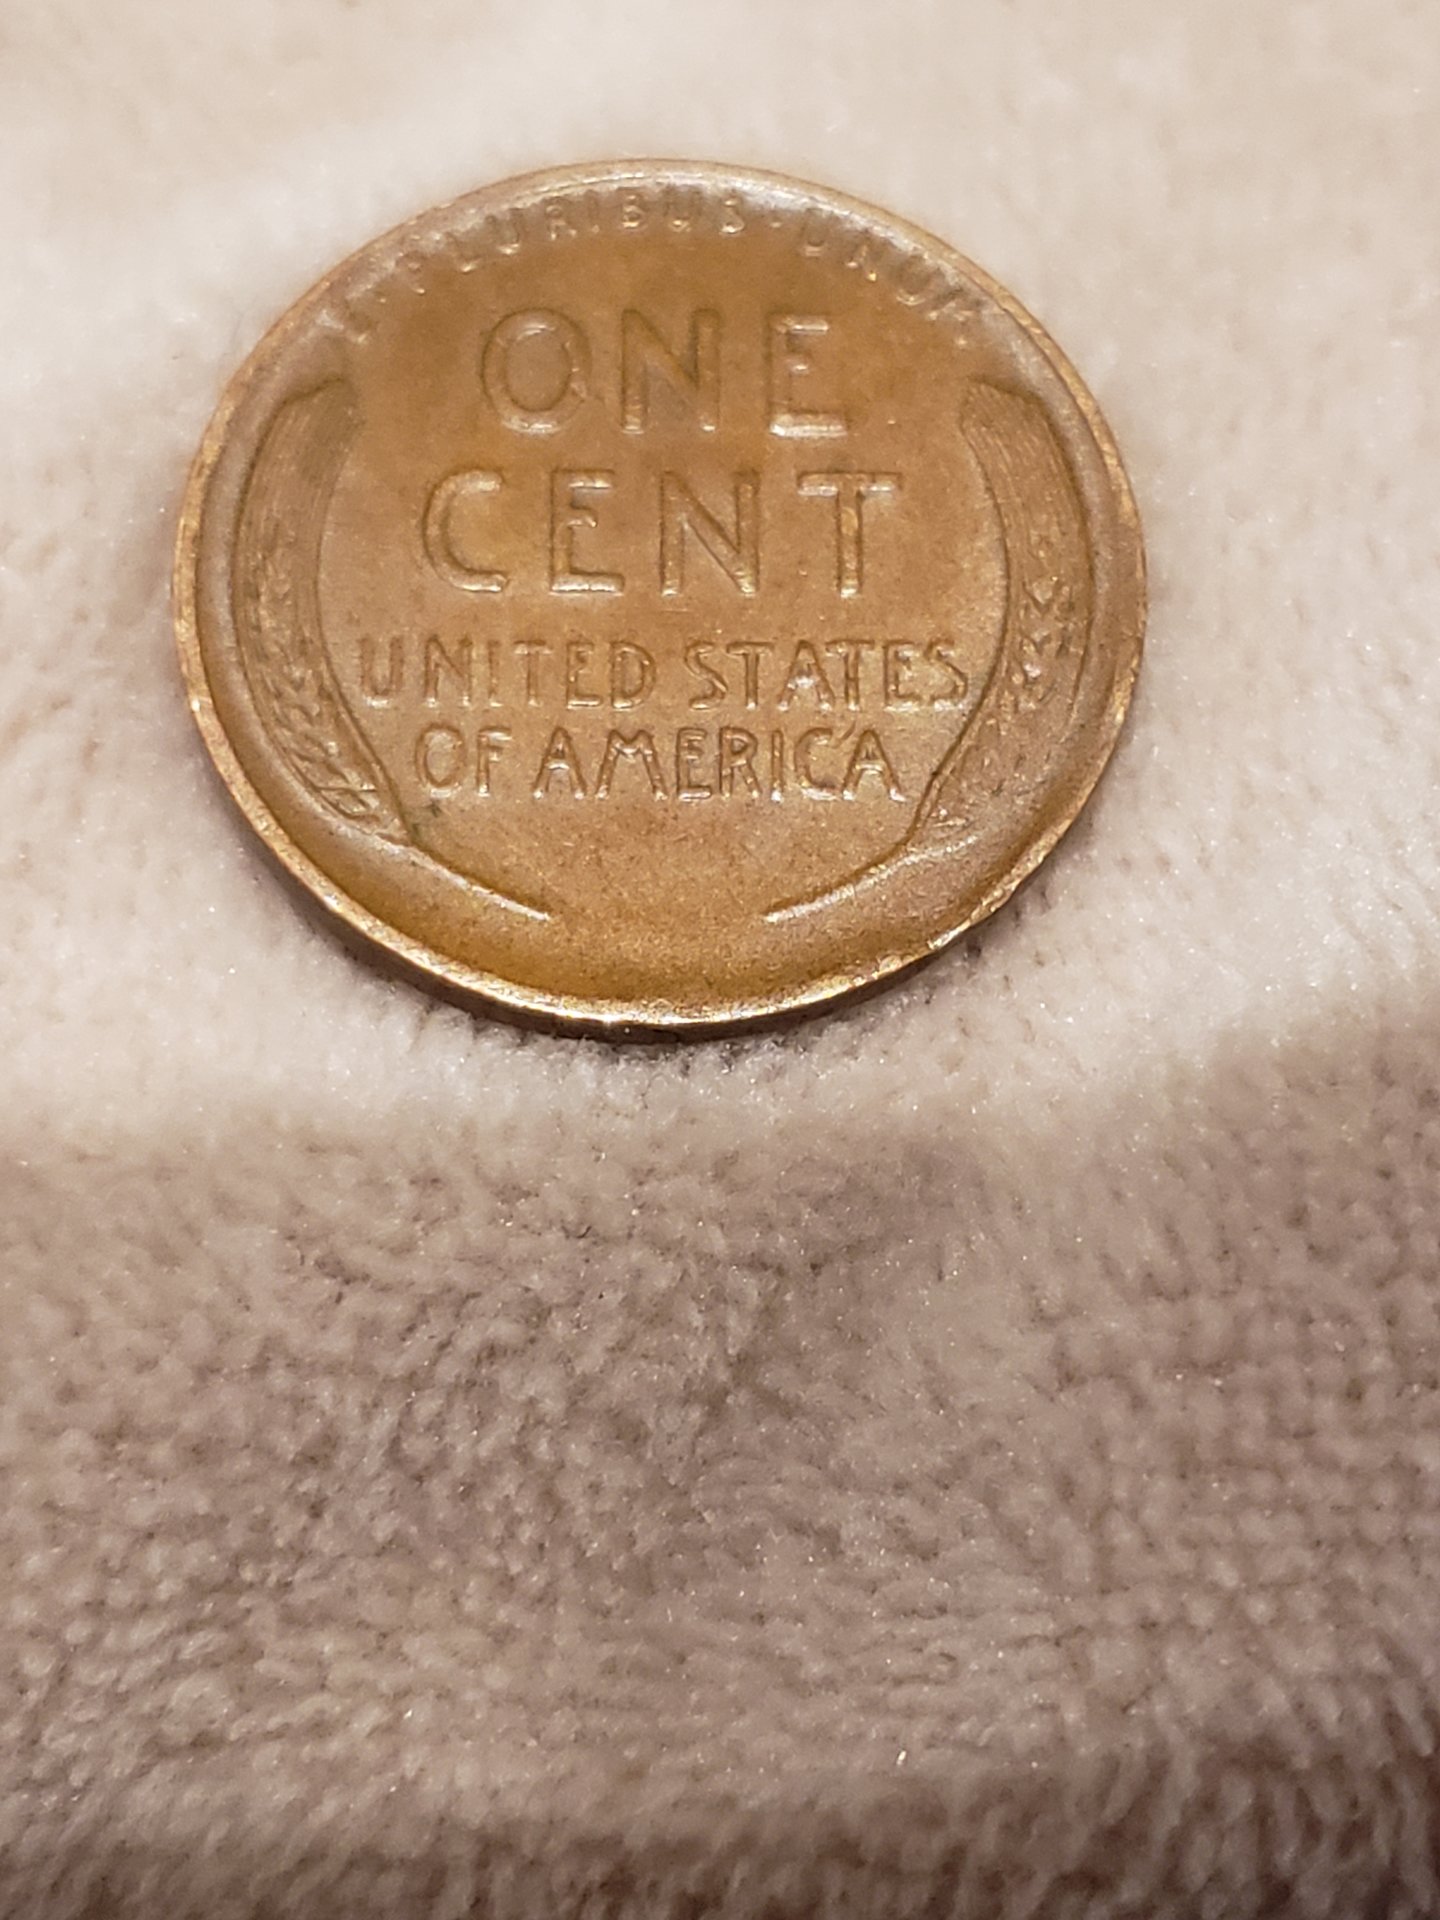 E·PLURIBUS·UNUM
ONE
CENT
UNITED STATES
OF AMERICA